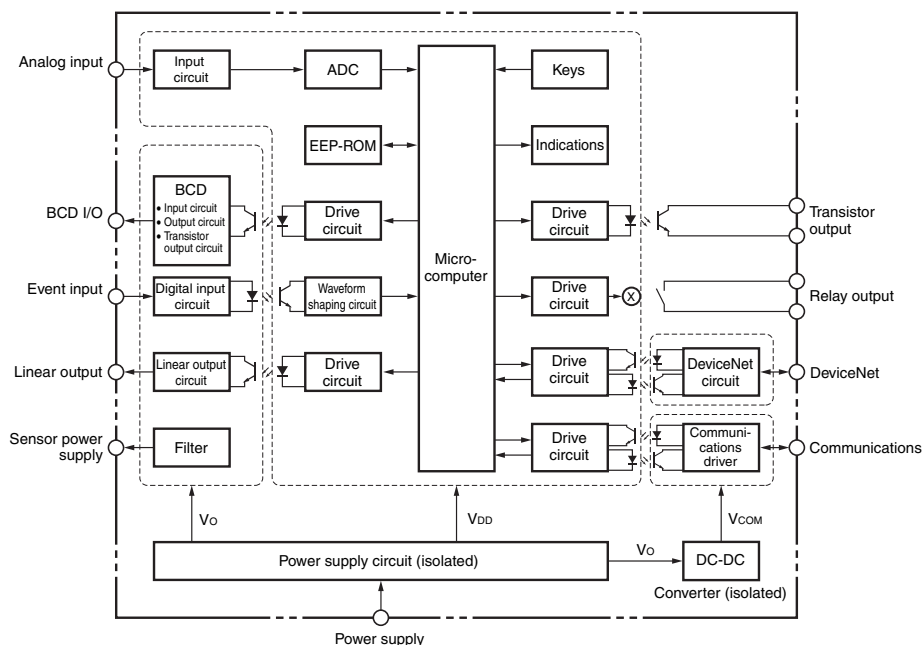 Analog input
Input
circuit
ADC
Keys
EEP-ROM
Indications
BCD I/O
BCD
• Input circuit
• Output circuit
• Transistor
output circuit
Drive
circuit
Micro-
computer
Drive
circuit
Transistor
output
Event input
Digital input
circuit
Waveform
shaping circuit
Drive
circuit
X
Relay output
Linear output
Linear output
circuit
Drive
circuit
Drive
circuit
DeviceNet
circuit
DeviceNet
Sensor power
supply
Filter
Drive
circuit
Communi-
cations
driver
Communications
VO
VDD
VCOM
Power supply circuit (isolated)
VO
DC-DC
Converter (isolated)
Power supply